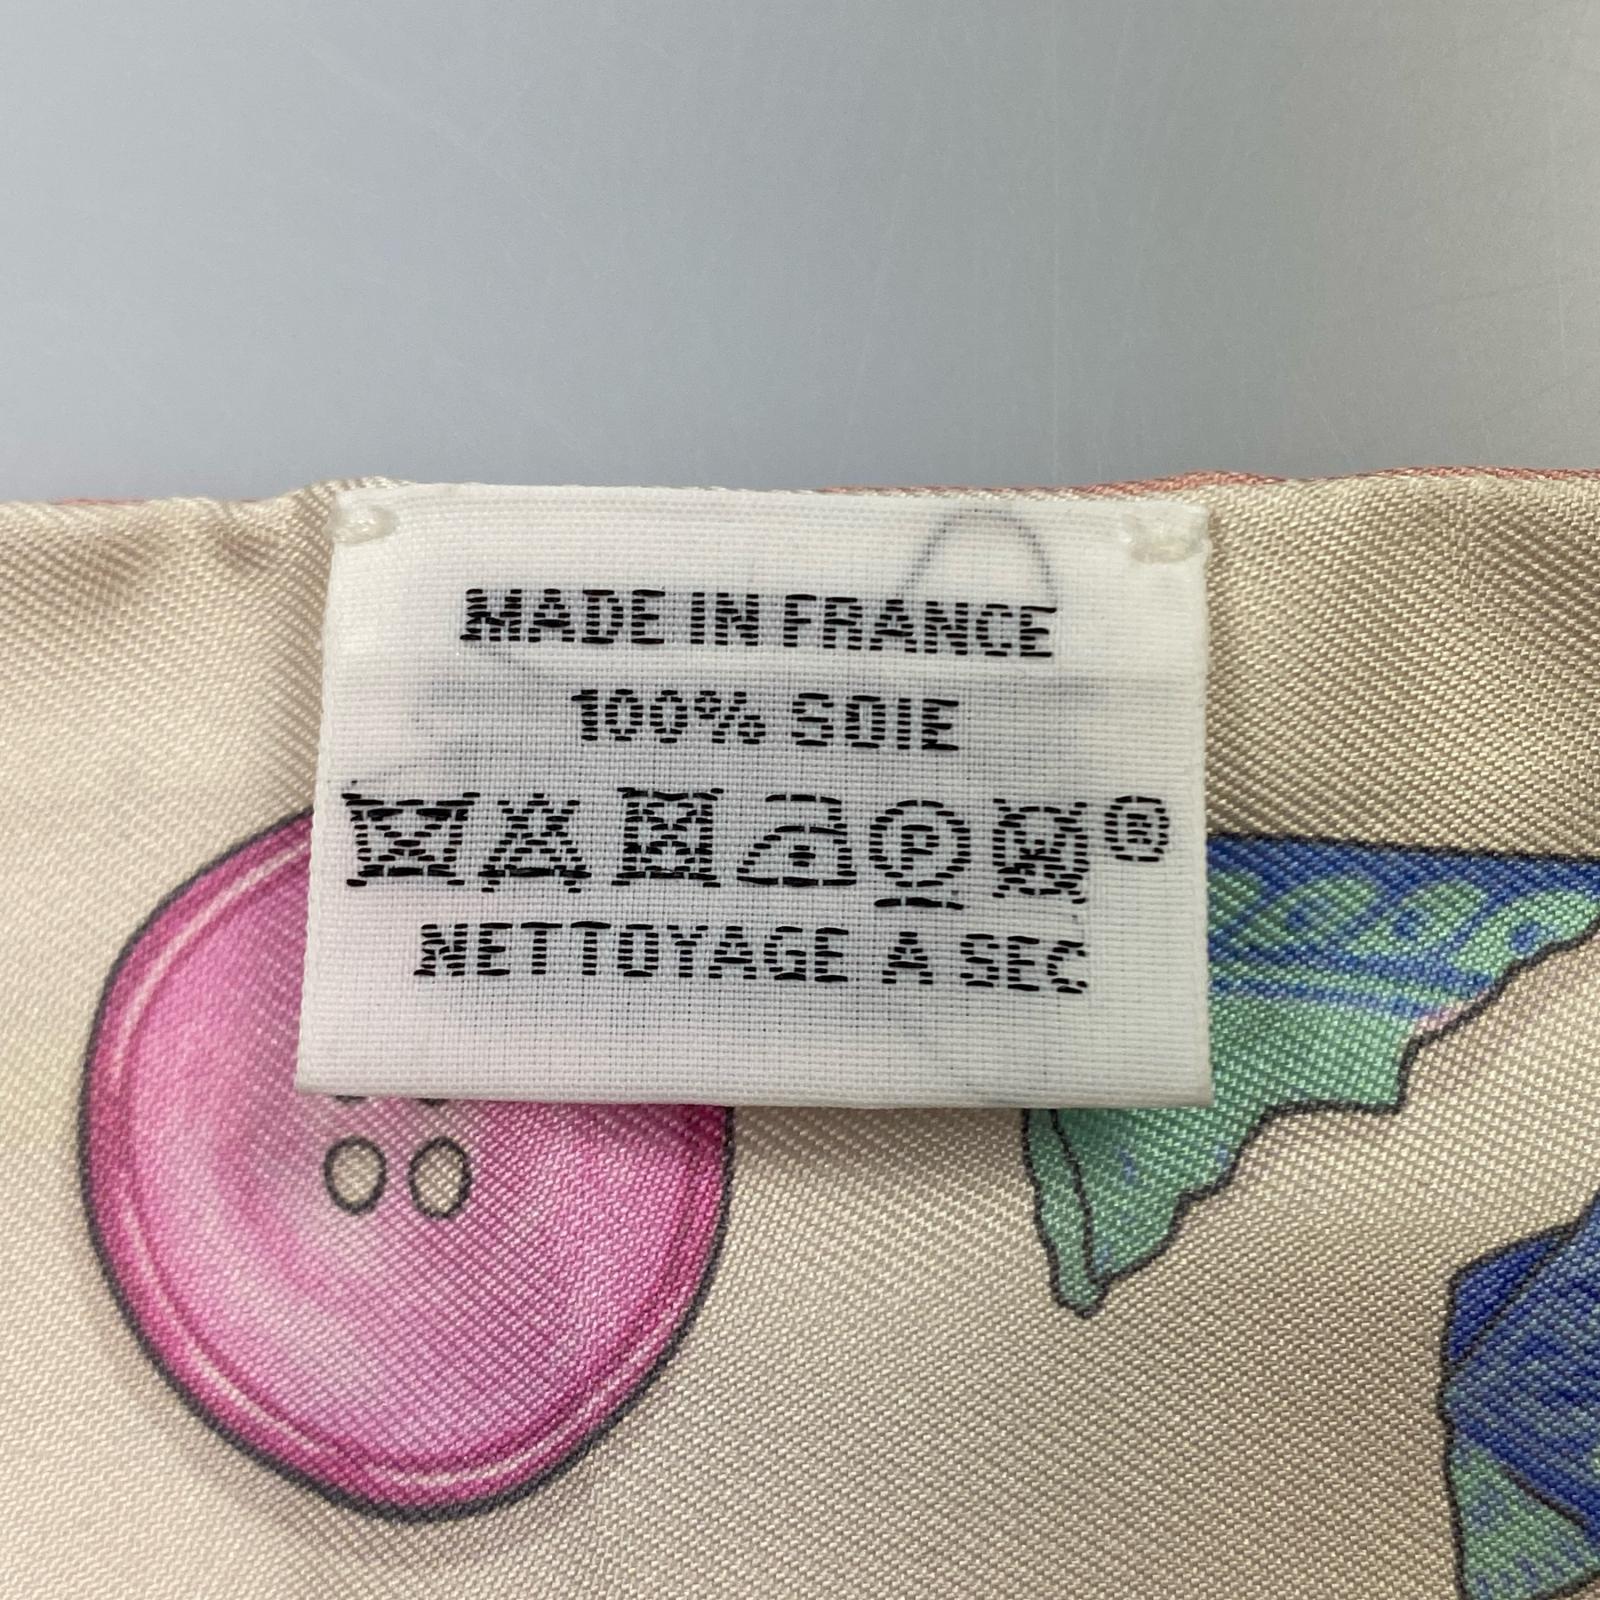 MADE IN FRANCE
100% SOIE
P ®
NETTOYAGE A SEC